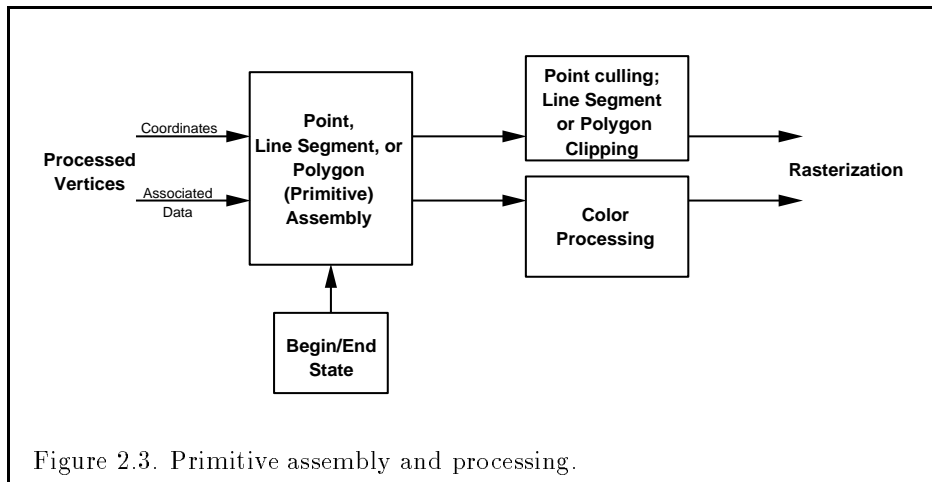 Processed
Vertices
Coordinates
Associated
Data
Point,
Line Segment, or
Polygon
(Primitive)
Assembly
Begin/End
State
Point culling;
Line Segment
or Polygon
Clipping
Color
Processing
Rasterization
Figure 2.3. Primitive assembly and processing.